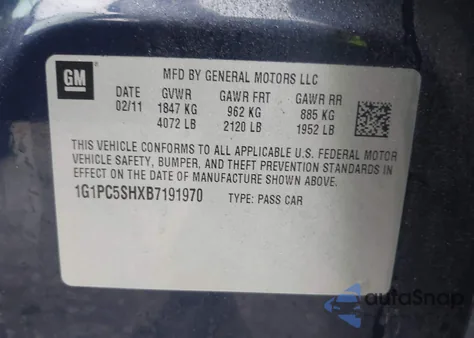 GM
MFD BY GENERAL MOTORS LLC
DATE GVWR GAWR FRT GAWR RR
02/11 1847 KG 962 KG 885 KG
4072 LB 2120 LB 1952 LB
THIS VEHICLE CONFORMS TO ALL APPLICABLE U.S. FEDERAL MOTOR
VEHICLE SAFETY, BUMPER, AND THEFT PREVENTION STANDARDS IN
EFFECT ON THE DATE OF MANUFACTURE SHOWN ABOVE.
1G1PC5SHXB7191970 TYPE: PASS CAR
autoSnap